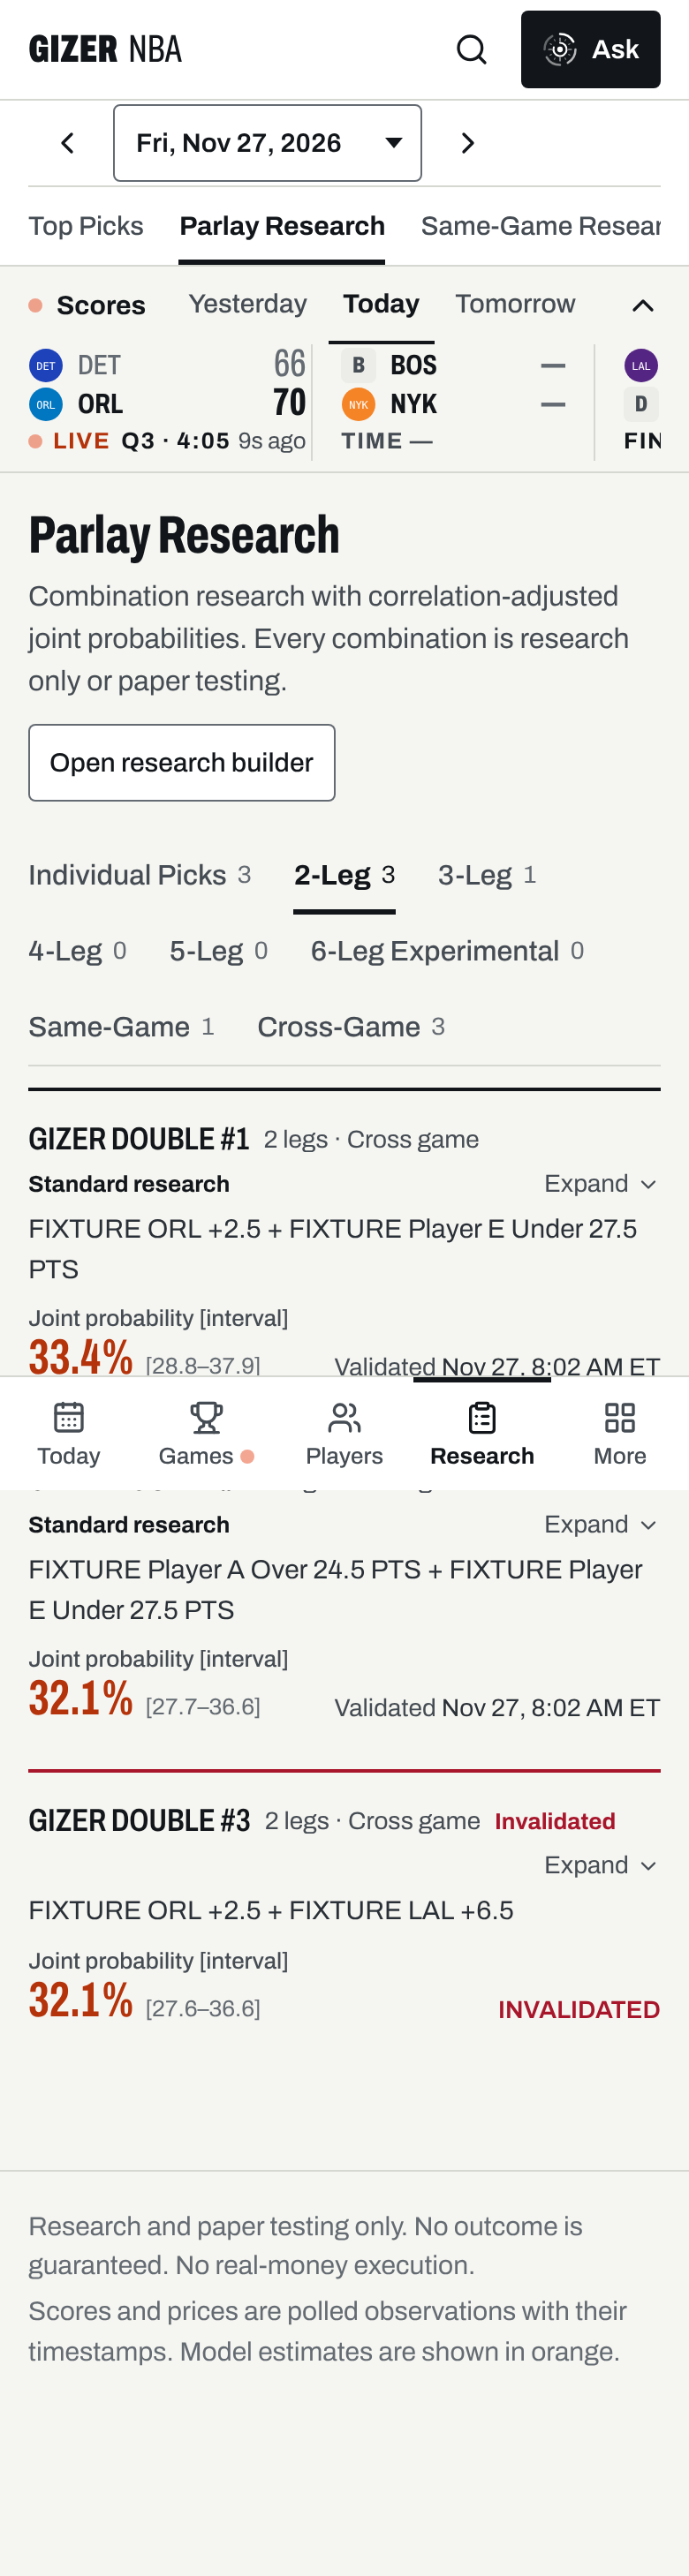 GIZER NBA
Ask
Fri, Nov 27, 2026
Top Picks Parlay Research Same-Game Resear
Scores Yesterday Today Tomorrow
DET DET 66
ORL ORL 70
LIVE Q3 · 4:05 9s ago
B BOS —
NYK NYK —
TIME —
LAL
D
FIN
Parlay Research
Combination research with correlation-adjusted
joint probabilities. Every combination is research
only or paper testing.
Open research builder
Individual Picks 3 2-Leg 3 3-Leg 1
4-Leg 0 5-Leg 0 6-Leg Experimental 0
Same-Game 1 Cross-Game 3
GIZER DOUBLE #1 2 legs · Cross game
Standard research Expand
FIXTURE ORL +2.5 + FIXTURE Player E Under 27.5
PTS
Joint probability [interval]
33.4% [28.8–37.9] Validated Nov 27, 8:02 AM ET
Today Games Players Research More
Standard research Expand
FIXTURE Player A Over 24.5 PTS + FIXTURE Player
E Under 27.5 PTS
Joint probability [interval]
32.1% [27.7–36.6] Validated Nov 27, 8:02 AM ET
GIZER DOUBLE #3 2 legs · Cross game Invalidated
Expand
FIXTURE ORL +2.5 + FIXTURE LAL +6.5
Joint probability [interval]
32.1% [27.6–36.6] INVALIDATED
Research and paper testing only. No outcome is
guaranteed. No real-money execution.
Scores and prices are polled observations with their
timestamps. Model estimates are shown in orange.